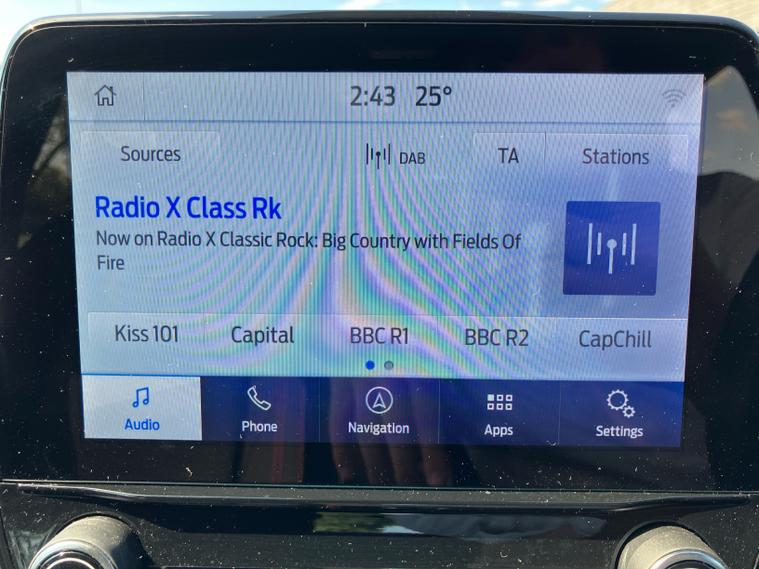 2:43 25°
Sources DAB TA Stations
Radio X Class Rk
Now on Radio X Classic Rock: Big Country with Fields Of
Fire
Kiss 101 Capital BBC R1 BBC R2 CapChill
Audio Phone Navigation Apps Settings